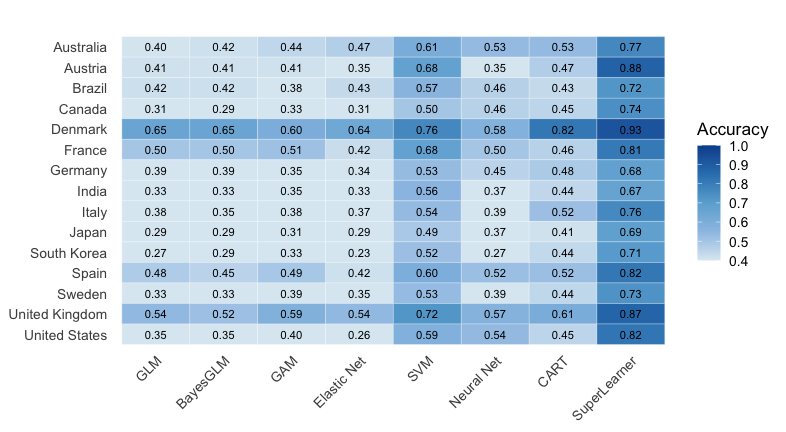 Australia 0.40 0.42 0.44 0.47 0.61 0.53 0.53 0.77
Austria 0.41 0.41 0.41 0.35 0.68 0.35 0.47 0.88
Brazil 0.42 0.42 0.38 0.43 0.57 0.46 0.43 0.72
Canada 0.31 0.29 0.33 0.31 0.50 0.46 0.45 0.74
Denmark 0.65 0.65 0.60 0.64 0.76 0.58 0.82 0.93
France 0.50 0.50 0.51 0.42 0.68 0.50 0.46 0.81
Germany 0.39 0.39 0.35 0.34 0.53 0.45 0.48 0.68
India 0.33 0.33 0.35 0.33 0.56 0.37 0.44 0.67
Italy 0.38 0.35 0.38 0.37 0.54 0.39 0.52 0.76
Japan 0.29 0.29 0.31 0.29 0.49 0.37 0.41 0.69
South Korea 0.27 0.29 0.33 0.23 0.52 0.27 0.44 0.71
Spain 0.48 0.45 0.49 0.42 0.60 0.52 0.52 0.82
Sweden 0.33 0.33 0.39 0.35 0.53 0.39 0.44 0.73
United Kingdom 0.54 0.52 0.59 0.54 0.72 0.57 0.61 0.87
United States 0.35 0.35 0.40 0.26 0.59 0.54 0.45 0.82
GLM BayesGLM GAM Elastic Net SVM Neural Net CART SuperLearner
Accuracy
1.0
0.9
0.8
0.7
0.6
0.5
0.4